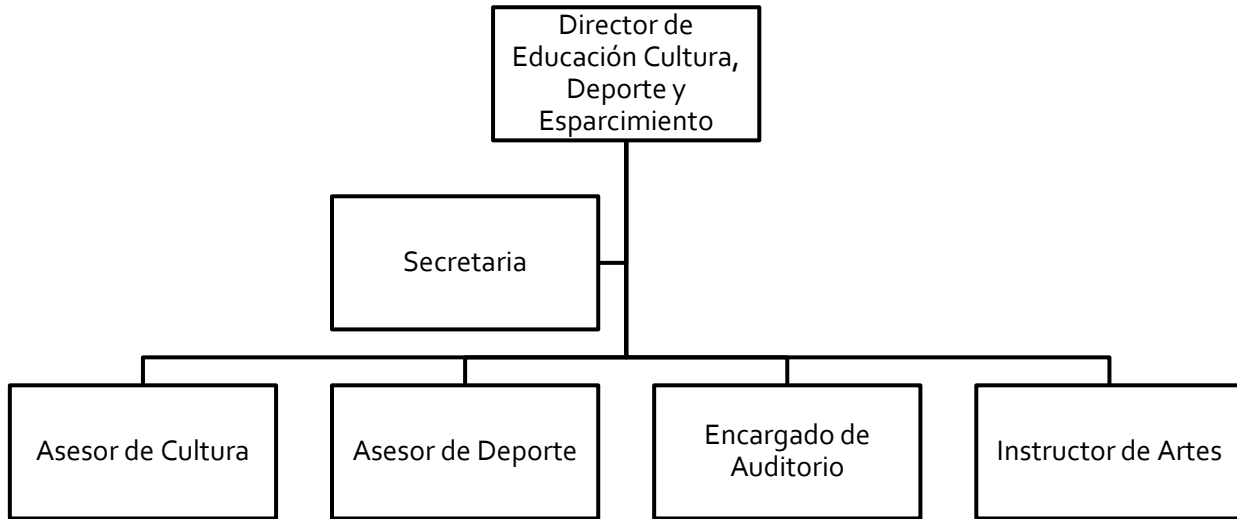 Director de
Educación Cultura,
Deporte y
Esparcimiento
Secretaria
Asesor de Cultura
Asesor de Deporte
Encargado de
Auditorio
Instructor de Artes